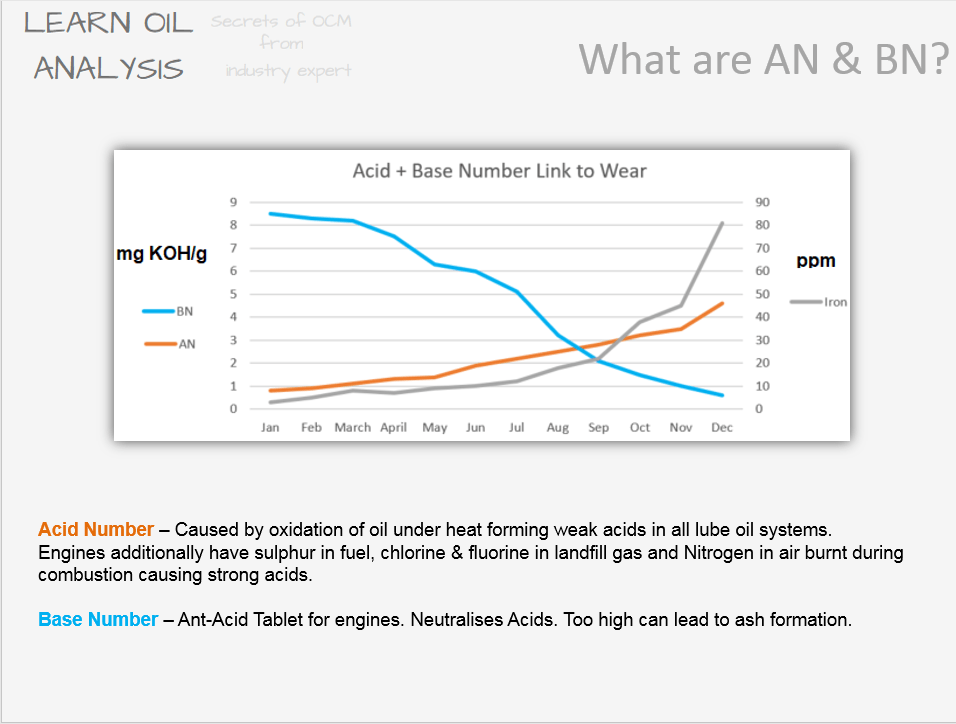 LEARN OIL
ANALYSIS
Secrets of OCM
from
industry expert
What are AN & BN?
Acid + Base Number Link to Wear
mg KOH/g
BN
AN
9
8
7
6
5
4
3
2
1
0
90
80
70
60
50
40
30
20
10
0
ppm
Iron
Jan Feb March April May Jun Jul Aug Sep Oct Nov Dec
Acid Number – Caused by oxidation of oil under heat forming weak acids in all lube oil systems.
Engines additionally have sulphur in fuel, chlorine & fluorine in landfill gas and Nitrogen in air burnt during
combustion causing strong acids.
Base Number – Ant-Acid Tablet for engines. Neutralises Acids. Too high can lead to ash formation.